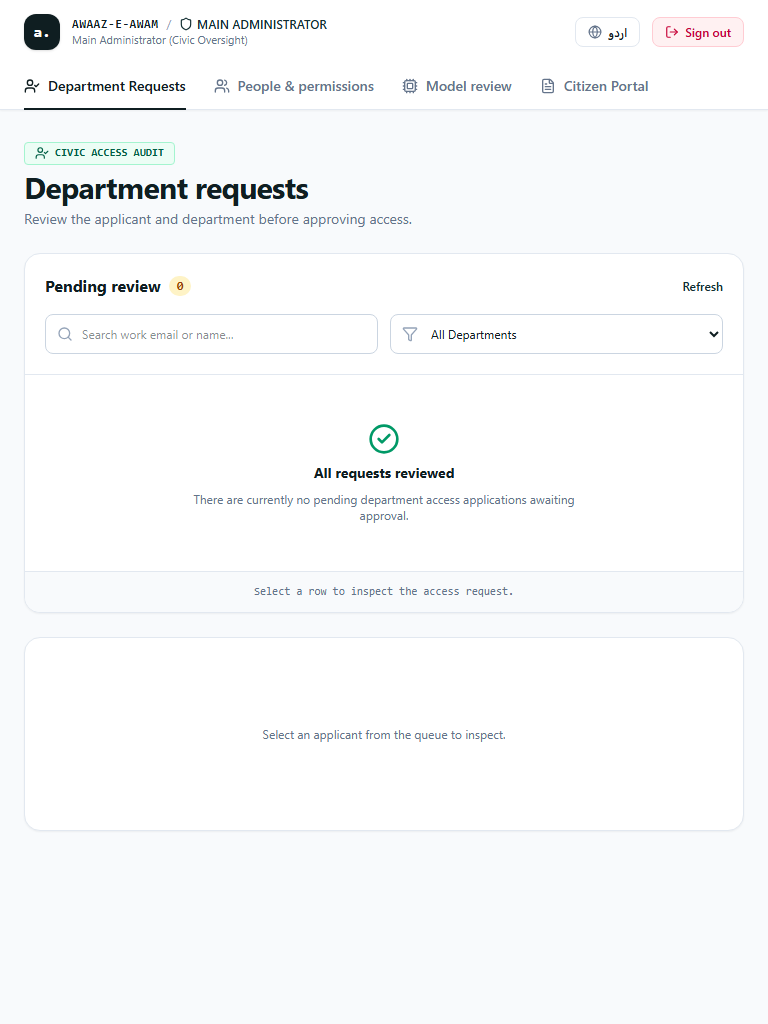 a.
AWAAZ-E-AWAM / MAIN ADMINISTRATOR
Main Administrator (Civic Oversight)
اردو
Sign out
Department Requests
People & permissions
Model review
Citizen Portal
CIVIC ACCESS AUDIT
Department requests
Review the applicant and department before approving access.
Pending review 0
Refresh
Search work email or name...
All Departments
All requests reviewed
There are currently no pending department access applications awaiting
approval.
Select a row to inspect the access request.
Select an applicant from the queue to inspect.